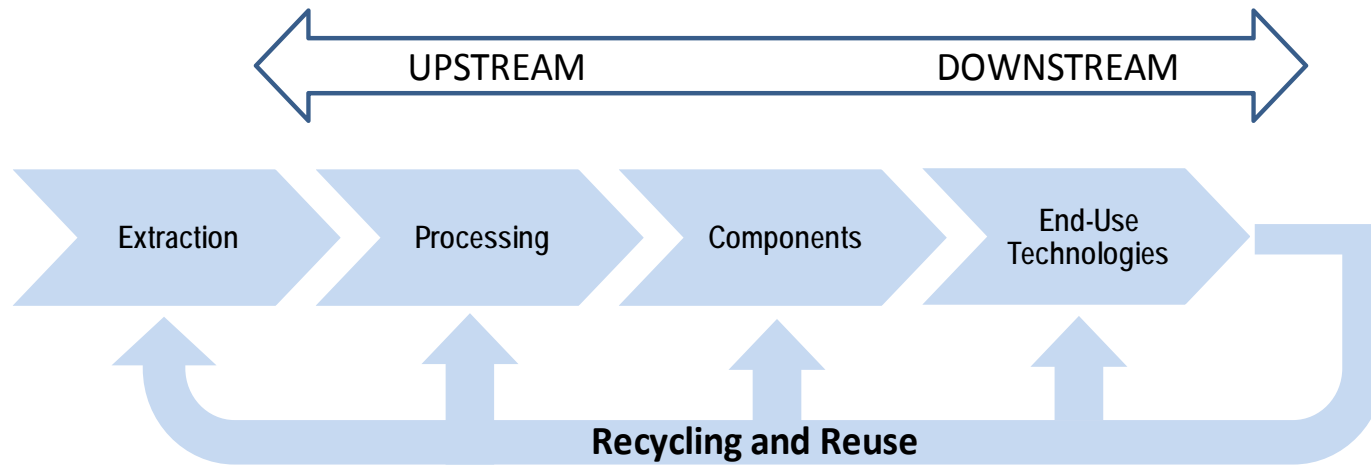 UPSTREAM DOWNSTREAM
Extraction
Processing
Components
End-Use
Technologies
Recycling and Reuse